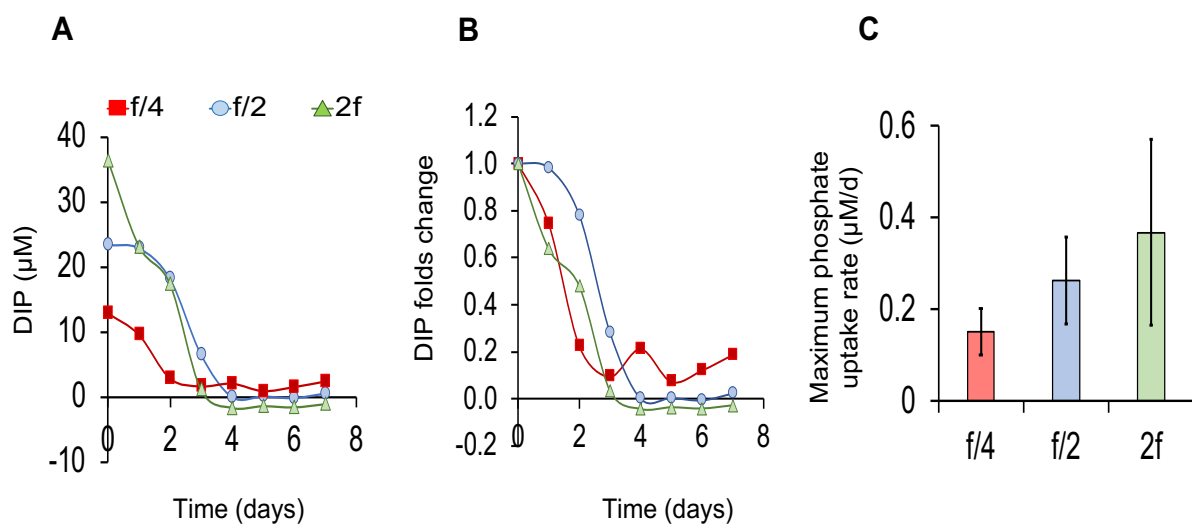 A
B
C
f/4
f/2
2f
DIP (µM)
40
30
20
10
0
-10
0
2
4
6
8
Time (days)
DIP folds change
1.2
1.0
0.8
0.6
0.4
0.2
0.0
-0.2
0
2
4
6
8
Time (days)
Maximum phosphate
uptake rate (µM/d)
0.6
0.4
0.2
0
f/4
f/2
2f